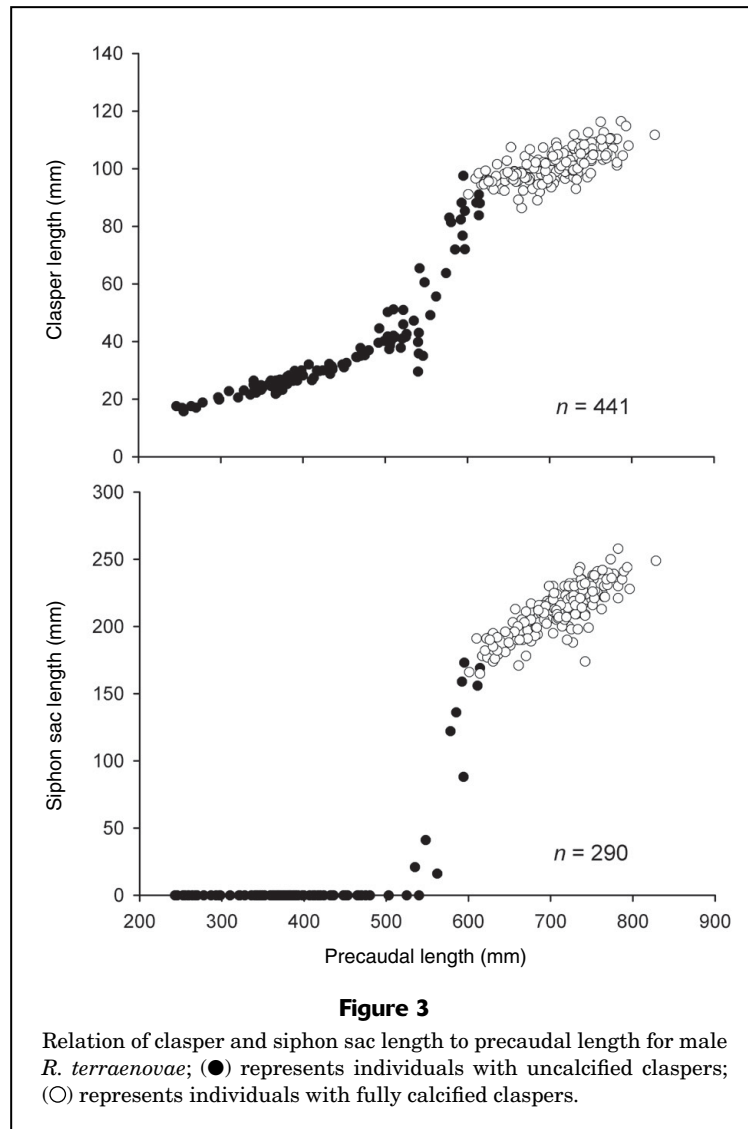 140
120
100
80
60
40
20
0
Clasper length (mm)
n = 441
300
250
200
150
100
50
0
Siphon sac length (mm)
n = 290
200 300 400 500 600 700 800 900
Precaudal length (mm)
Figure 3
Relation of clasper and siphon sac length to precaudal length for male
R. terraenovae; (●) represents individuals with uncalcified claspers;
(○) represents individuals with fully calcified claspers.